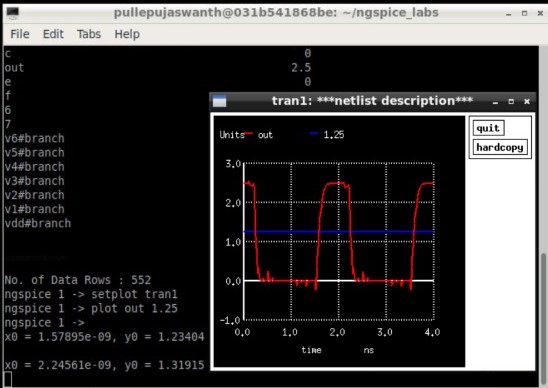 pullepujaswanth@031b541868be: ~/ngspice_labs
File Edit Tabs Help
c 0
out 2.5
e 0
f
6
7
v6#branch
v5#branch
v4#branch
v3#branch
v2#branch
v1#branch
vdd#branch
No. of Data Rows : 552
ngspice 1 -> setplot tran1
ngspice 1 -> plot out 1.25
ngspice 1 ->
x0 = 1.57895e-09, y0 = 1.23404
x0 = 2.24561e-09, y0 = 1.31915
tran1: ***netlist description***
quit
hardcopy
Units out 1.25
3.0
2.0
1.0
0.0
-1.0
0.0 1.0 2.0 3.0 4.0
time ns